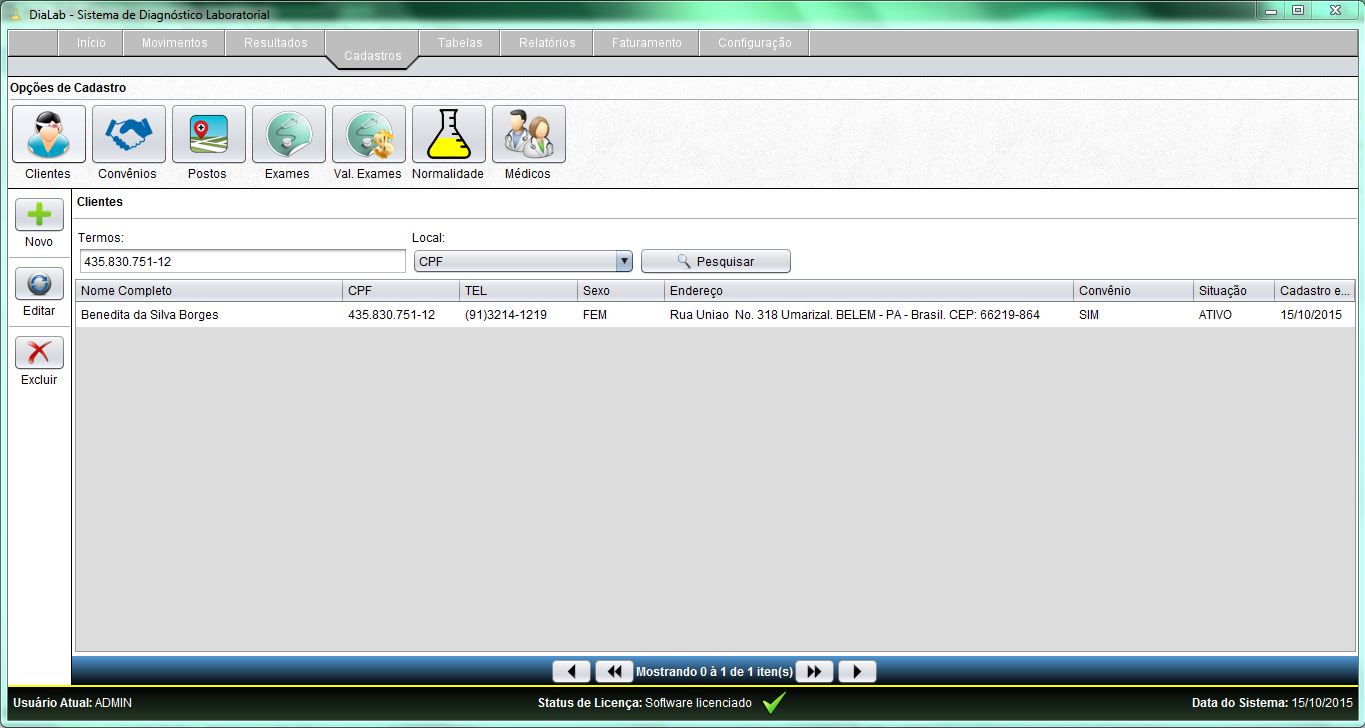 DiaLab - Sistema de Diagnóstico Laboratorial
Início Movimentos Resultados Cadastros Tabelas Relatórios Faturamento Configuração
Opções de Cadastro
Clientes Convênios Postos Exames Val. Exames Normalidade Médicos
Novo
Editar
Excluir
Clientes
Termos: Local:
435.830.751-12 CPF Pesquisar
Nome Completo CPF TEL Sexo Endereço Convênio Situação Cadastro e...
Benedita da Silva Borges 435.830.751-12 (91)3214-1219 FEM Rua Uniao  No. 318 Umarizal. BELEM - PA - Brasil. CEP: 66219-864 SIM ATIVO 15/10/2015
Mostrando 0 à 1 de 1 iten(s)
Usuário Atual: ADMIN Status de Licença: Software licenciado Data do Sistema: 15/10/2015